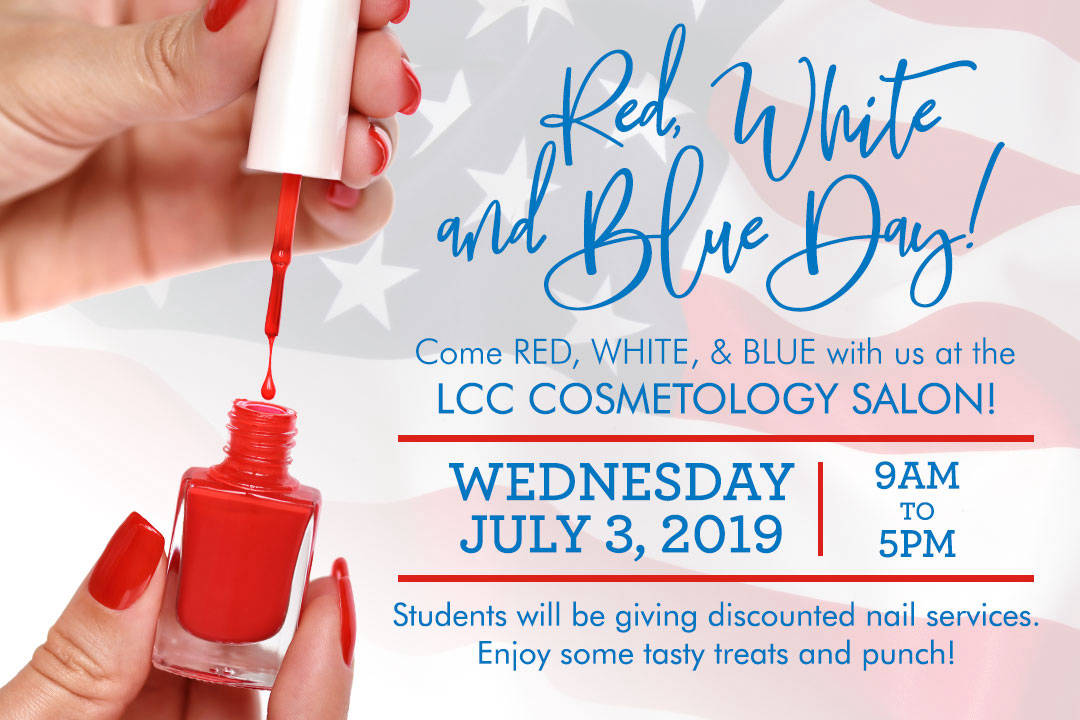 Red, White
and Blue Day!
Come RED, WHITE, & BLUE with us at the
LCC COSMETOLOGY SALON!
WEDNESDAY
JULY 3, 2019
9AM
TO
5PM
Students will be giving discounted nail services.
Enjoy some tasty treats and punch!